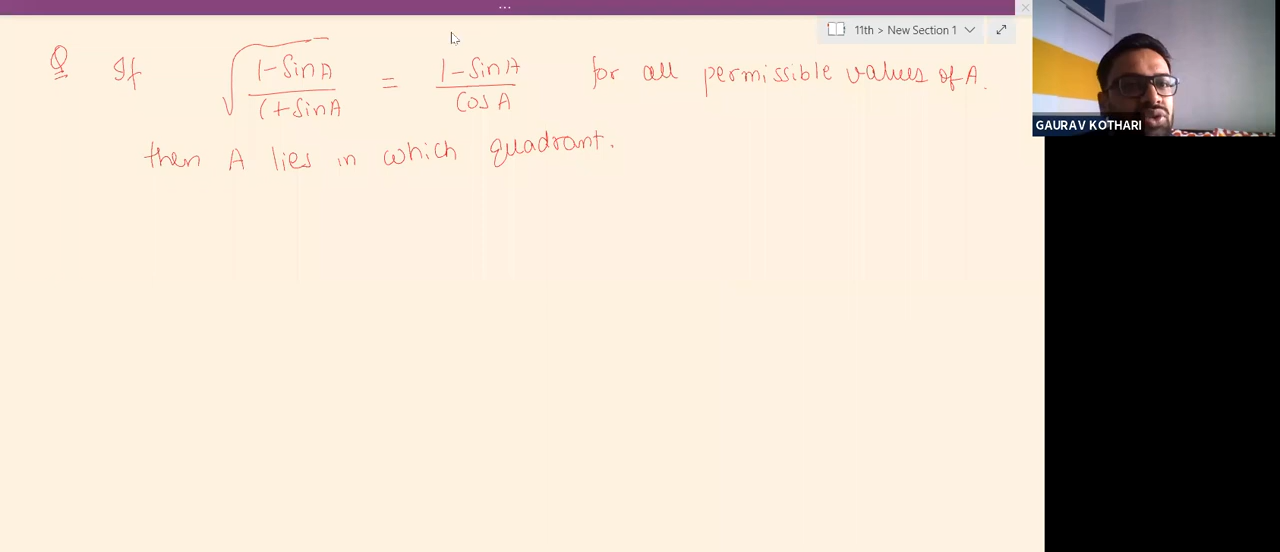 ...
11th > New Section 1
Q If √(1-SinA / 1+SinA) = 1-SinA / CosA for all permissible values of A.
then A lies in which quadrant.
GAURAV KOTHARI